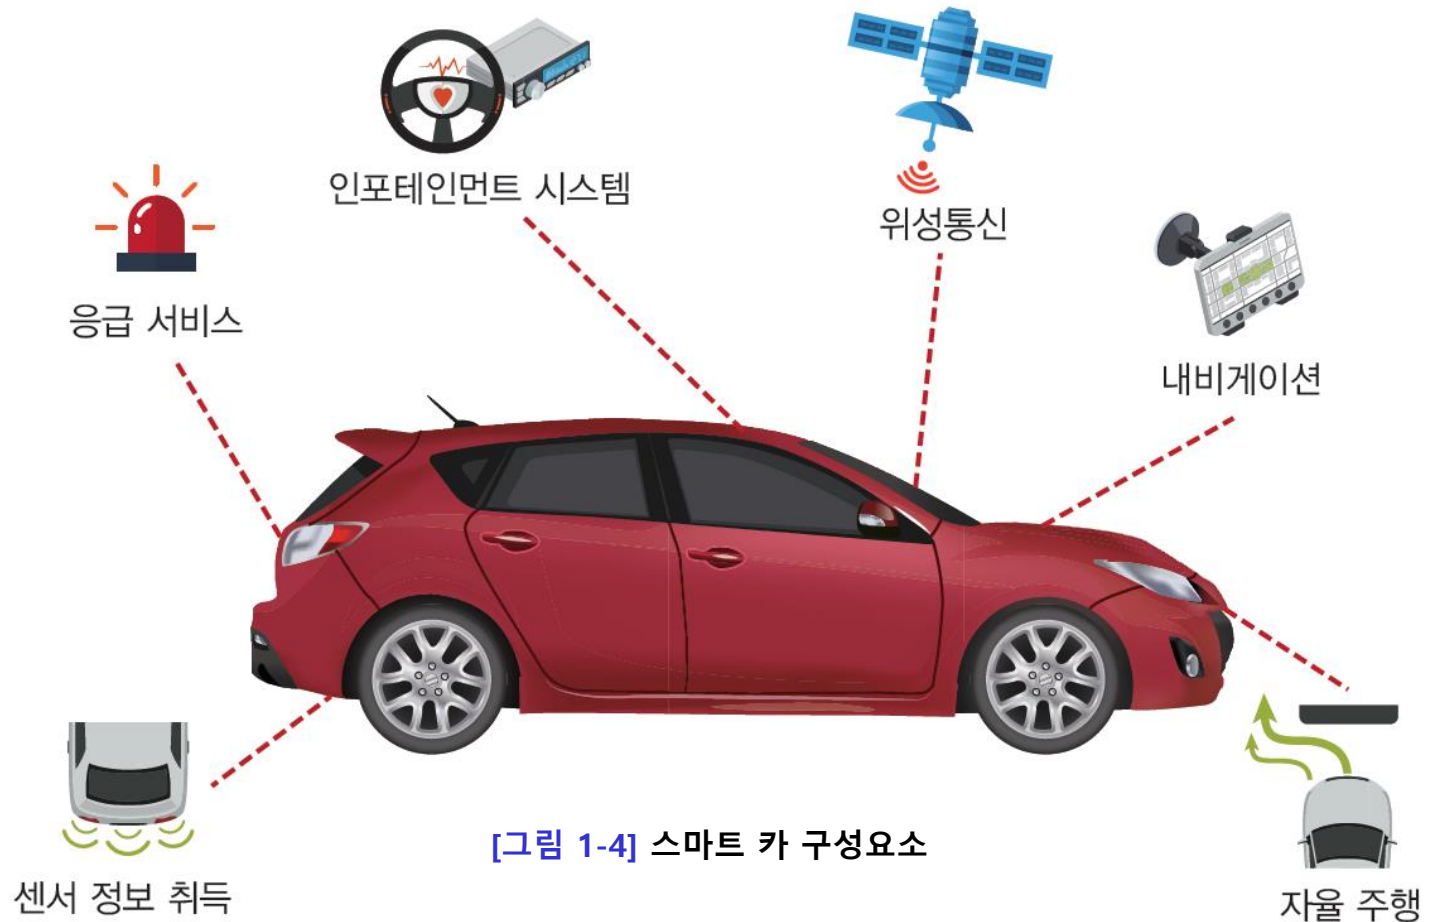 인포테인먼트 시스템
위성통신
응급 서비스
내비게이션
[그림 1-4] 스마트 카 구성요소
센서 정보 취득
자율 주행